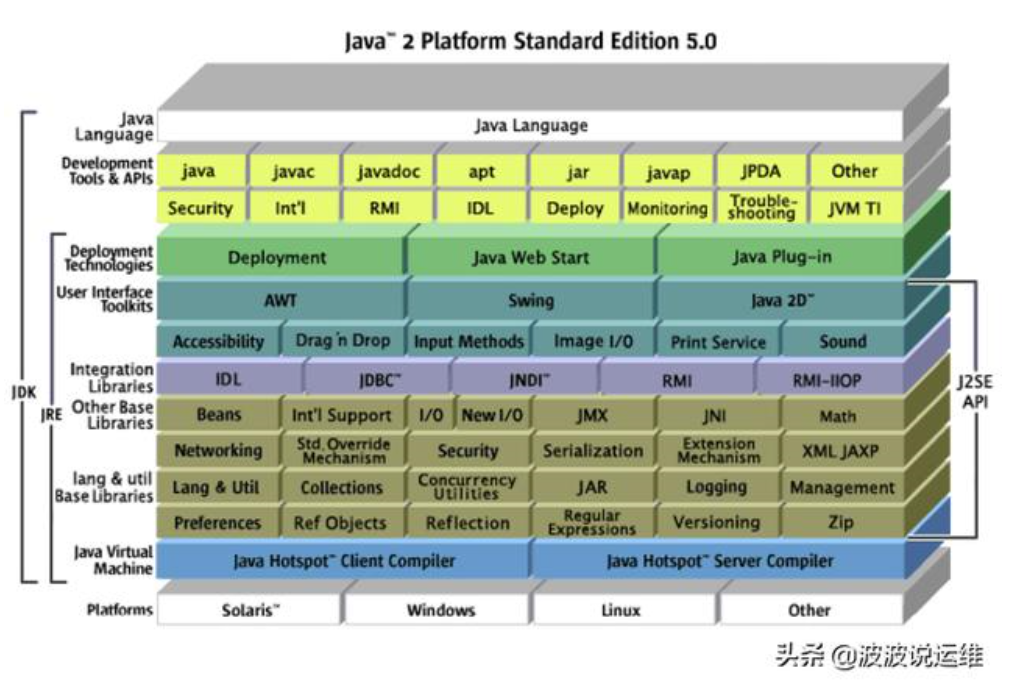 Java™ 2 Platform Standard Edition 5.0
Java
Language
Java Language
Development
Tools & APIs
java javac javadoc apt jar javap JPDA Other
Security Int'l RMI IDL Deploy Monitoring Trouble-
shooting JVM TI
Deployment
Technologies
Deployment Java Web Start Java Plug-in
User Interface
Toolkits
AWT Swing Java 2D™
Accessibility Drag'n Drop Input Methods Image I/O Print Service Sound
Integration
Libraries
IDL JDBC™ JNDI™ RMI RMI-IIOP
JDK
JRE
J2SE
API
Other Base
Libraries
Beans Int'l Support I/O New I/O JMX JNI Math
Networking Std. Override
Mechanism Security Serialization Extension
Mechanism XML JAXP
lang & util
Base Libraries
Lang & Util Collections Concurrency
Utilities JAR Logging Management
Preferences Ref Objects Reflection Regular
Expressions Versioning Zip
Java Virtual
Machine
Java Hotspot™ Client Compiler Java Hotspot™ Server Compiler
Platforms
Solaris™ Windows Linux Other
头条 @波波说运维